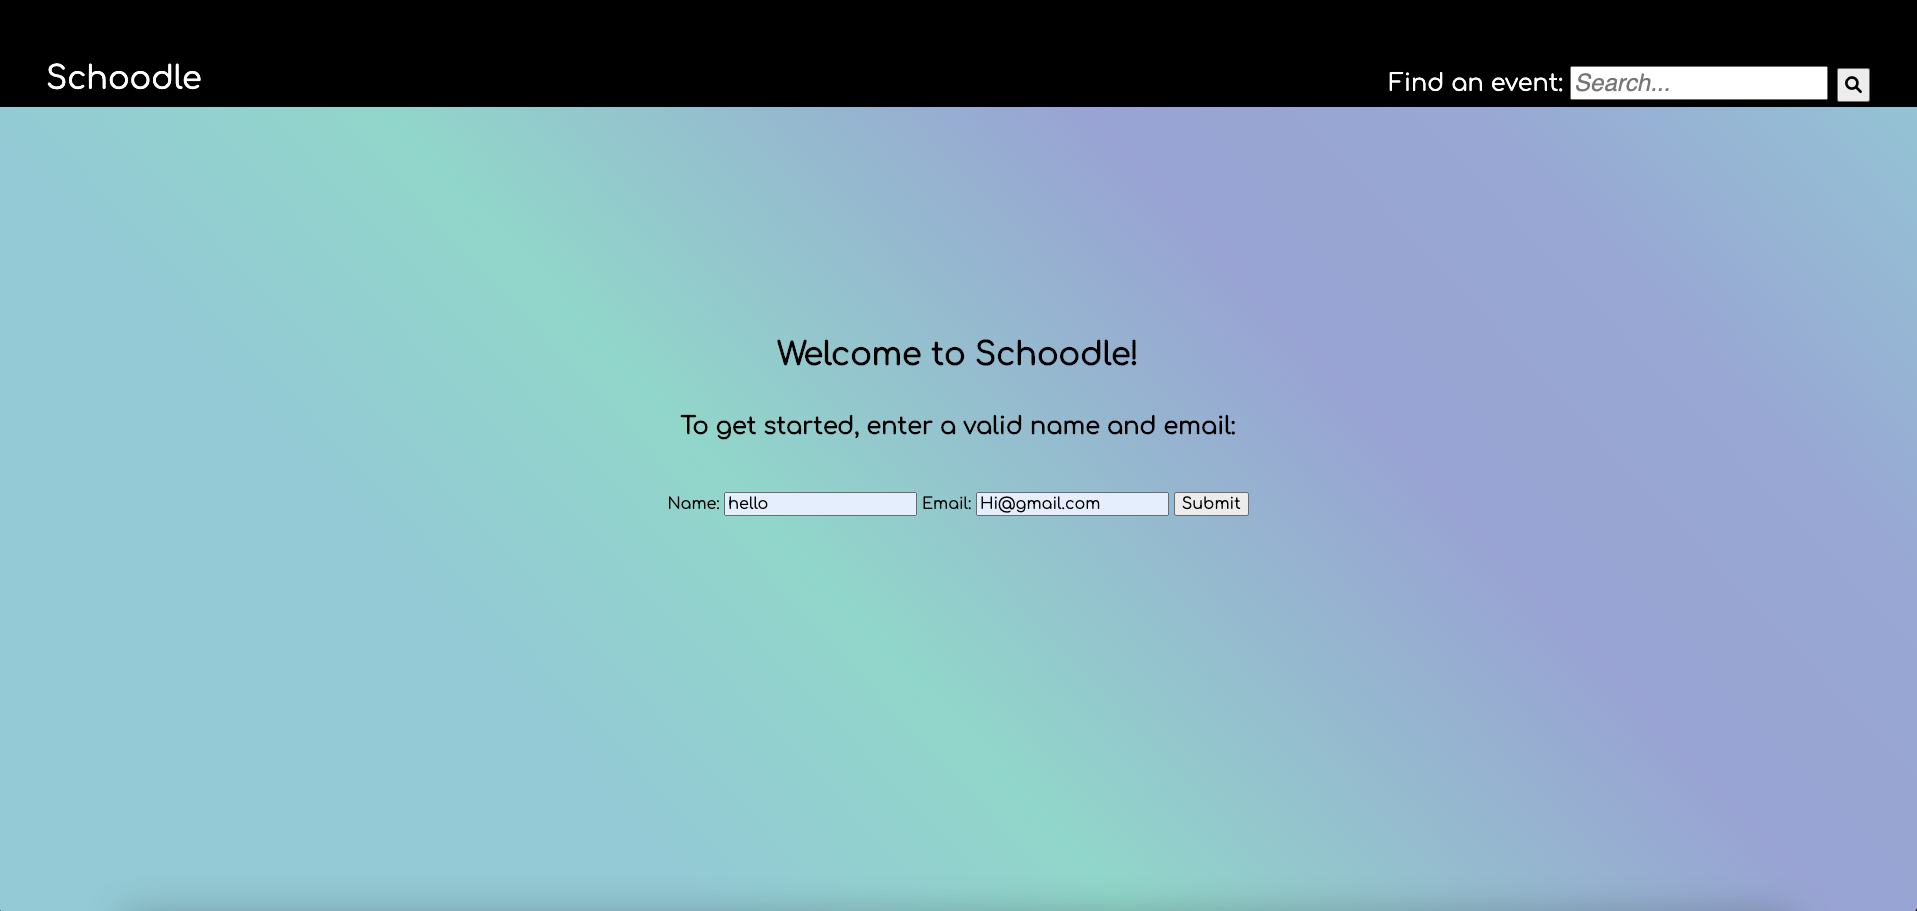 Schoodle
Find an event: Search...
Welcome to Schoodle!
To get started, enter a valid name and email:
Name: hello Email: Hi@gmail.com Submit